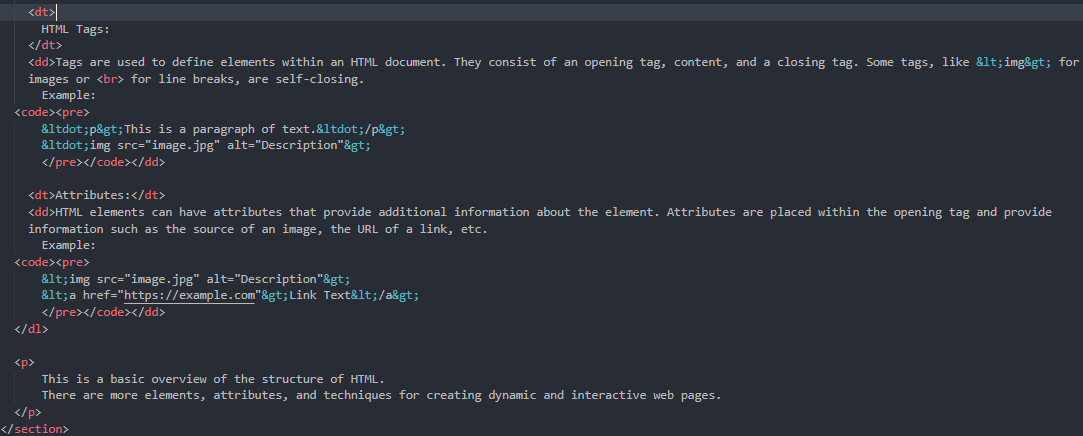 <dt>
HTML Tags:
</dt>
<dd>Tags are used to define elements within an HTML document. They consist of an opening tag, content, and a closing tag. Some tags, like &lt;img&gt; for
images or <br> for line breaks, are self-closing.
Example:
<code><pre>
&ltdot;p&gt;This is a paragraph of text.&ltdot;/p&gt;
&ltdot;img src="image.jpg" alt="Description"&gt;
</pre></code></dd>
<dt>Attributes:</dt>
<dd>HTML elements can have attributes that provide additional information about the element. Attributes are placed within the opening tag and provide
information such as the source of an image, the URL of a link, etc.
Example:
<code><pre>
&lt;img src="image.jpg" alt="Description"&gt;
&lt;a href="https://example.com"&gt;Link Text&lt;/a&gt;
</pre></code></dd>
</dl>
<p>
This is a basic overview of the structure of HTML.
There are more elements, attributes, and techniques for creating dynamic and interactive web pages.
</p>
</section>